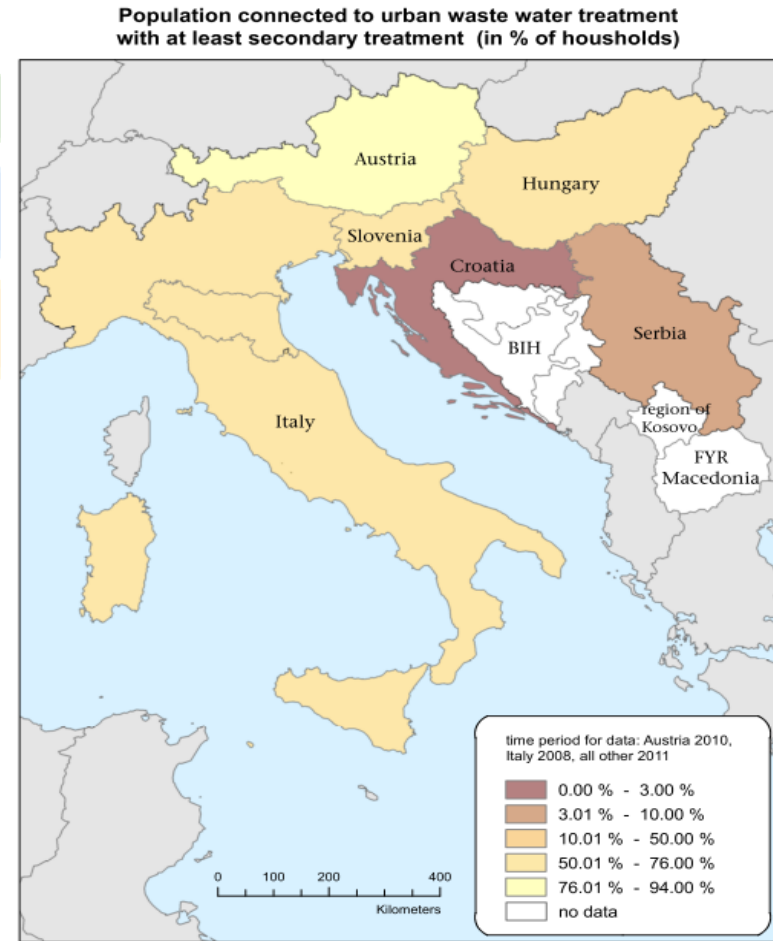 Population connected to urban waste water treatment
with at least secondary treatment (in % of housholds)
Austria
Hungary
Slovenia
Croatia
BIH
Serbia
region of
Kosovo
FYR
Macedonia
Italy
time period for data: Austria 2010,
Italy 2008, all other 2011
0.00 % - 3.00 %
3.01 % - 10.00 %
10.01 % - 50.00 %
50.01 % - 76.00 %
76.01 % - 94.00 %
no data
0 100 200 400
Kilometers